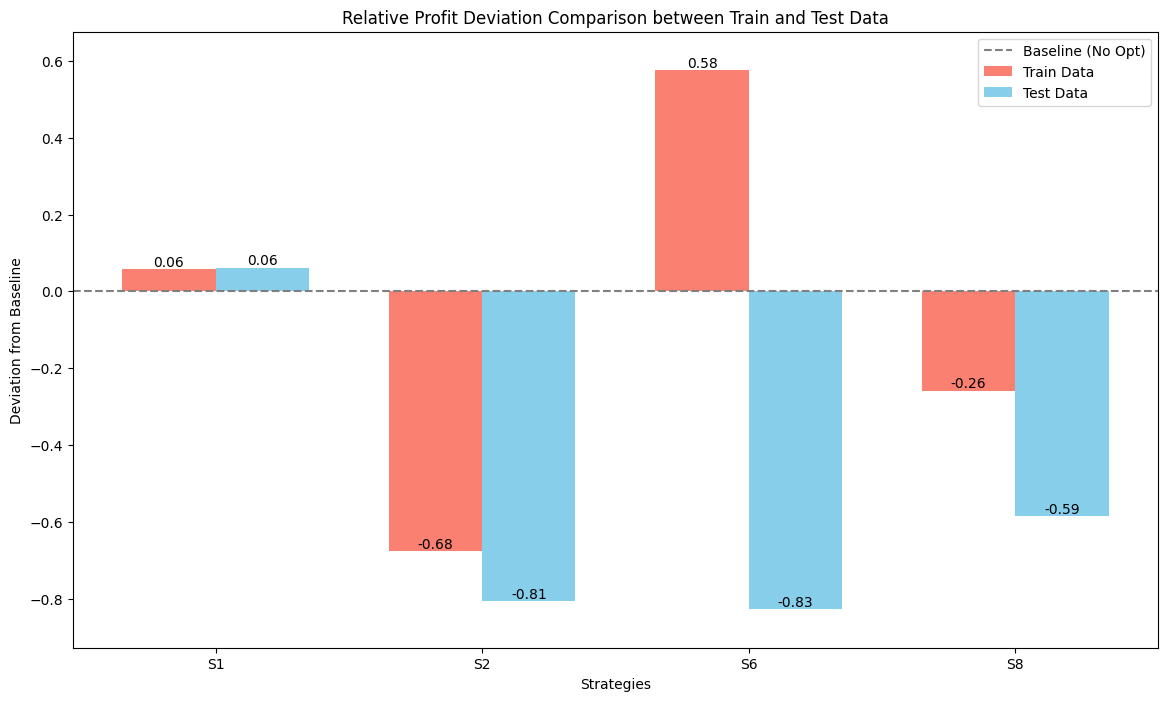 Relative Profit Deviation Comparison between Train and Test Data
Baseline (No Opt)
Train Data
Test Data
Deviation from Baseline
0.6
0.4
0.2
0.0
−0.2
−0.4
−0.6
−0.8
0.06
0.06
-0.68
-0.81
0.58
-0.83
-0.26
-0.59
S1
S2
S6
S8
Strategies